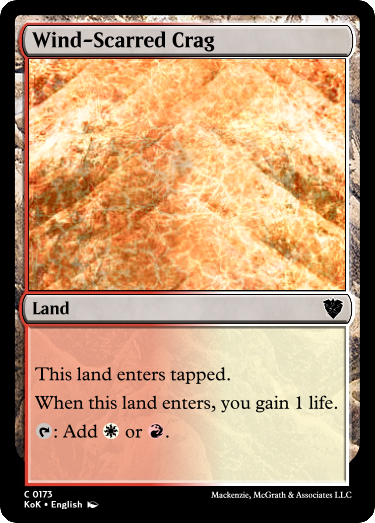 Wind-Scarred Crag
Land
This land enters tapped.
When this land enters, you gain 1 life.
: Add or .
C 0173
KoK • English
Mackenzie, McGrath & Associates LLC